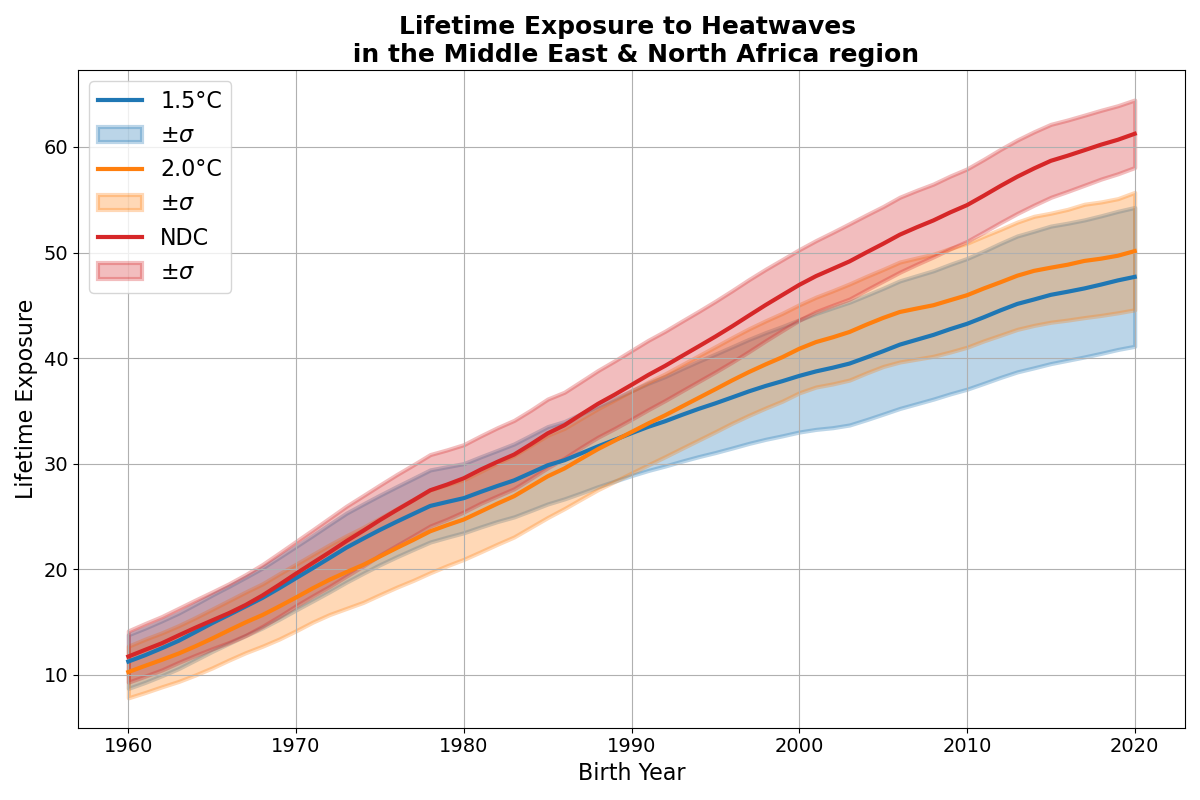 Lifetime Exposure to Heatwaves
in the Middle East & North Africa region
1.5°C
±σ
2.0°C
±σ
NDC
±σ
Lifetime Exposure
60
50
40
30
20
10
1960 1970 1980 1990 2000 2010 2020
Birth Year